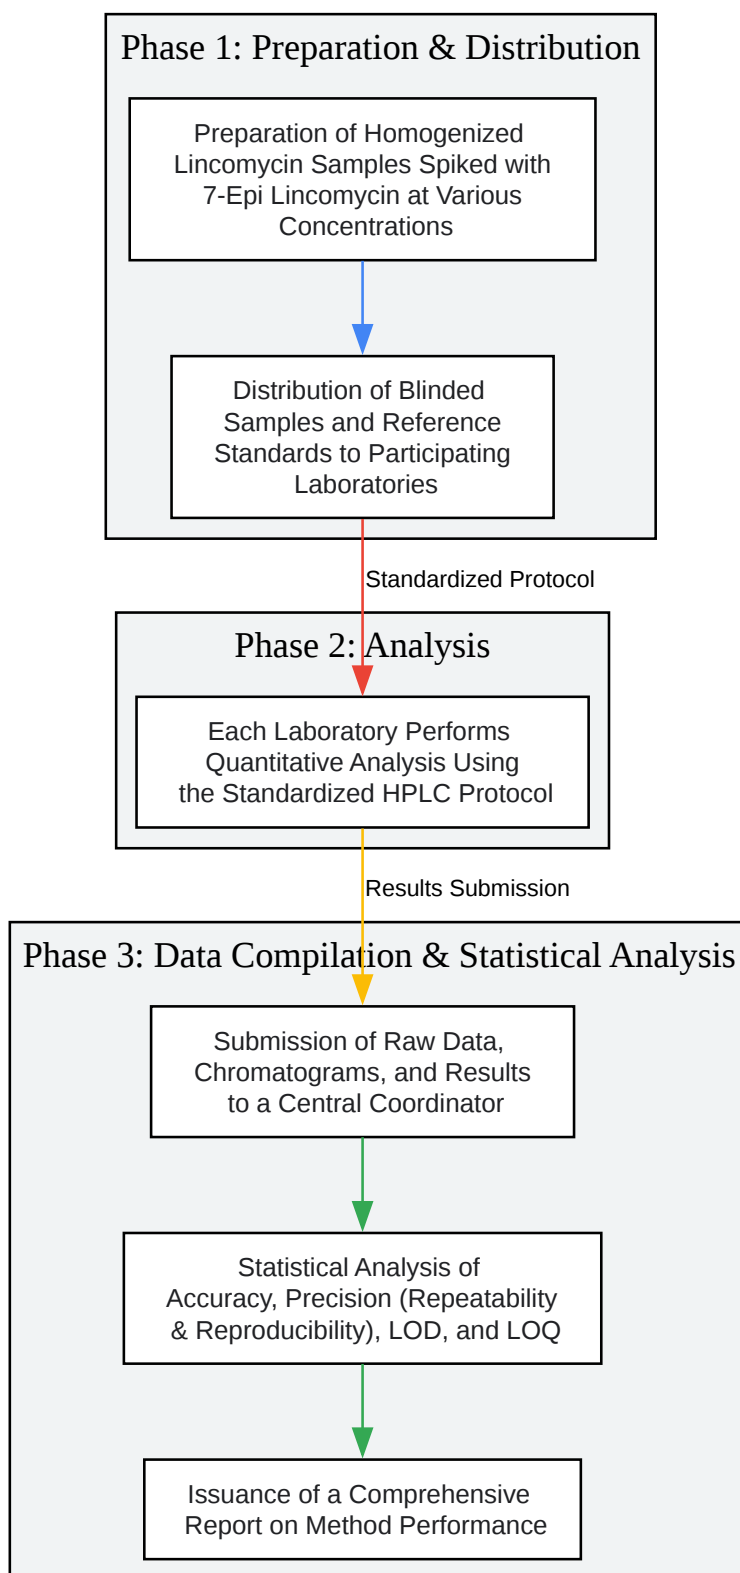 Phase 1: Preparation & Distribution
Preparation of Homogenized
Lincomycin Samples Spiked with
7-Epi Lincomycin at Various
Concentrations
Distribution of Blinded
Samples and Reference
Standards to Participating
Laboratories
Standardized Protocol
Phase 2: Analysis
Each Laboratory Performs
Quantitative Analysis Using
the Standardized HPLC Protocol
Results Submission
Phase 3: Data Compilation & Statistical Analysis
Submission of Raw Data,
Chromatograms, and Results
to a Central Coordinator
Statistical Analysis of
Accuracy, Precision (Repeatability
& Reproducibility), LOD, and LOQ
Issuance of a Comprehensive
Report on Method Performance